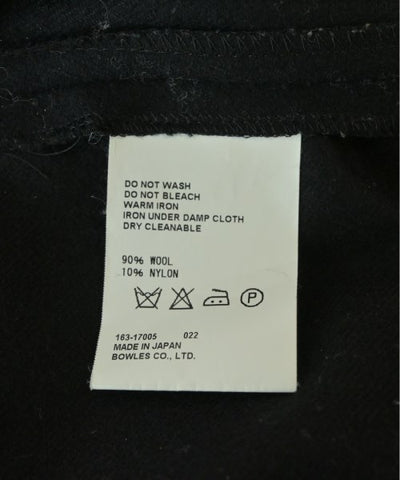 DO NOT WASH
DO NOT BLEACH
WARM IRON
IRON UNDER DAMP CLOTH
DRY CLEANABLE
90% WOOL
10% NYLON
P
163-17005 022
MADE IN JAPAN
BOWLES CO., LTD.